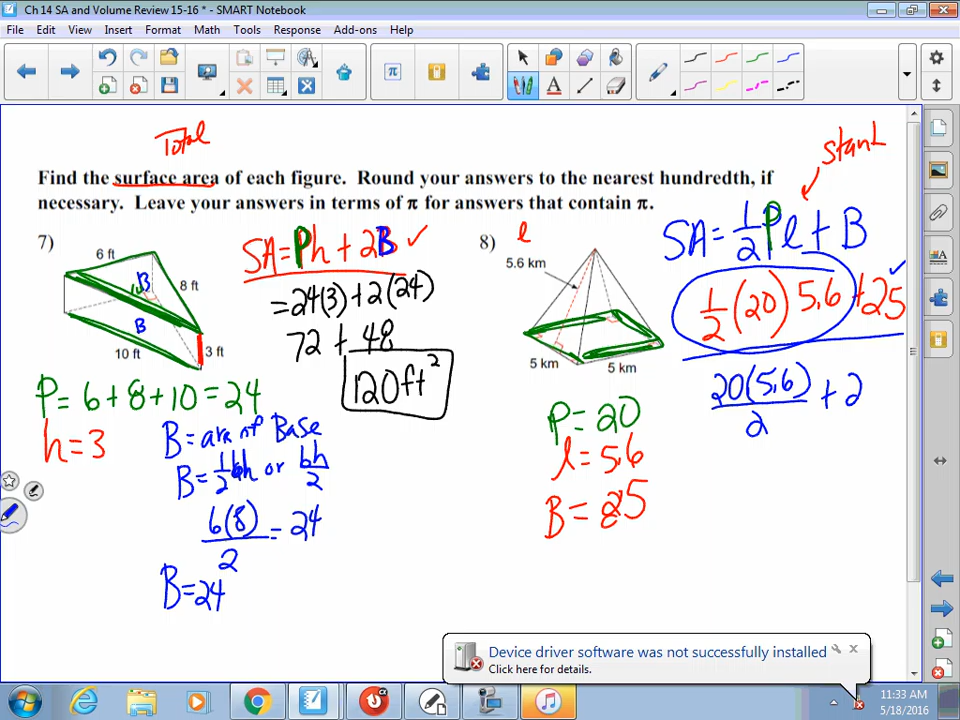 Ch 14 SA and Volume Review 15-16 * - SMART Notebook
File Edit View Insert Format Math Tools Response Add-ons Help
Total
stant
Find the surface area of each figure. Round your answers to the nearest hundredth, if
necessary. Leave your answers in terms of π for answers that contain π.
7)
6 ft
8 ft
10 ft
3 ft
B
B
SA = Ph + 2B ✓
= 24(3) + 2(24)
72 + 48
120 ft²
P = 6 + 8 + 10 = 24
h = 3
B = are of Base
B = 1/2 bh or bh/2
6(8)/2 = 24
B = 24
8)
l
5.6 km
5 km
5 km
SA = 1/2 Pl + B
1/2 (20) 5.6 + 25 ✓
20(5.6)/2 + 2
P = 20
l = 5.6
B = 25
Device driver software was not successfully installed
Click here for details.
11:33 AM
5/18/2016